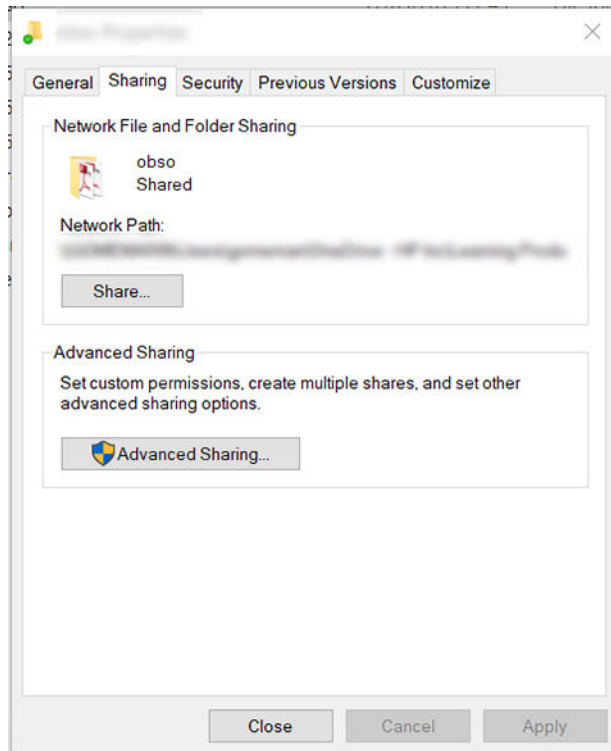 General Sharing Security Previous Versions Customize
Network File and Folder Sharing
obso
Shared
Network Path:
Share...
Advanced Sharing
Set custom permissions, create multiple shares, and set other
advanced sharing options.
Advanced Sharing...
Close Cancel Apply